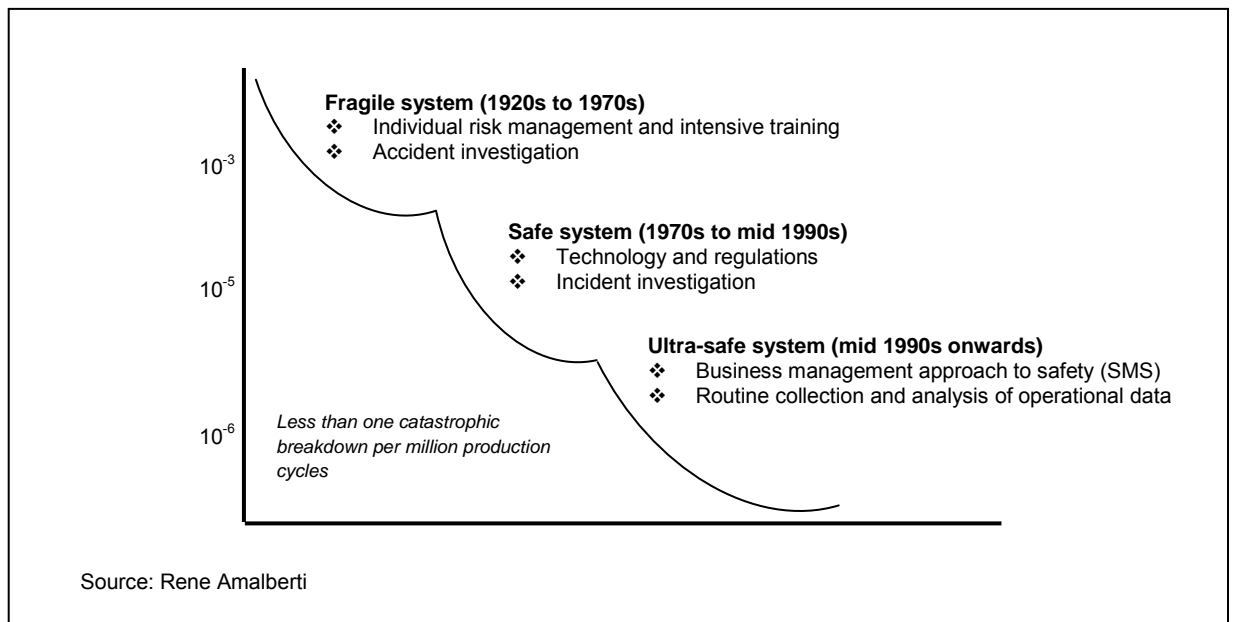 Fragile system (1920s to 1970s)
❖ Individual risk management and intensive training
❖ Accident investigation
10-3
Safe system (1970s to mid 1990s)
❖ Technology and regulations
❖ Incident investigation
10-5
Ultra-safe system (mid 1990s onwards)
❖ Business management approach to safety (SMS)
❖ Routine collection and analysis of operational data
10-6
Less than one catastrophic
breakdown per million production
cycles
Source: Rene Amalberti